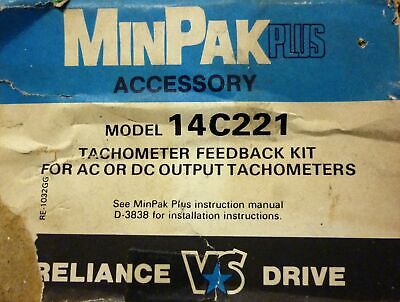 MINPAK PLUS
ACCESSORY
MODEL 14C221
TACHOMETER FEEDBACK KIT
FOR AC OR DC OUTPUT TACHOMETERS
See MinPak Plus instruction manual
D-3838 for installation instructions.
RE-1032GG
RELIANCE VS DRIVE